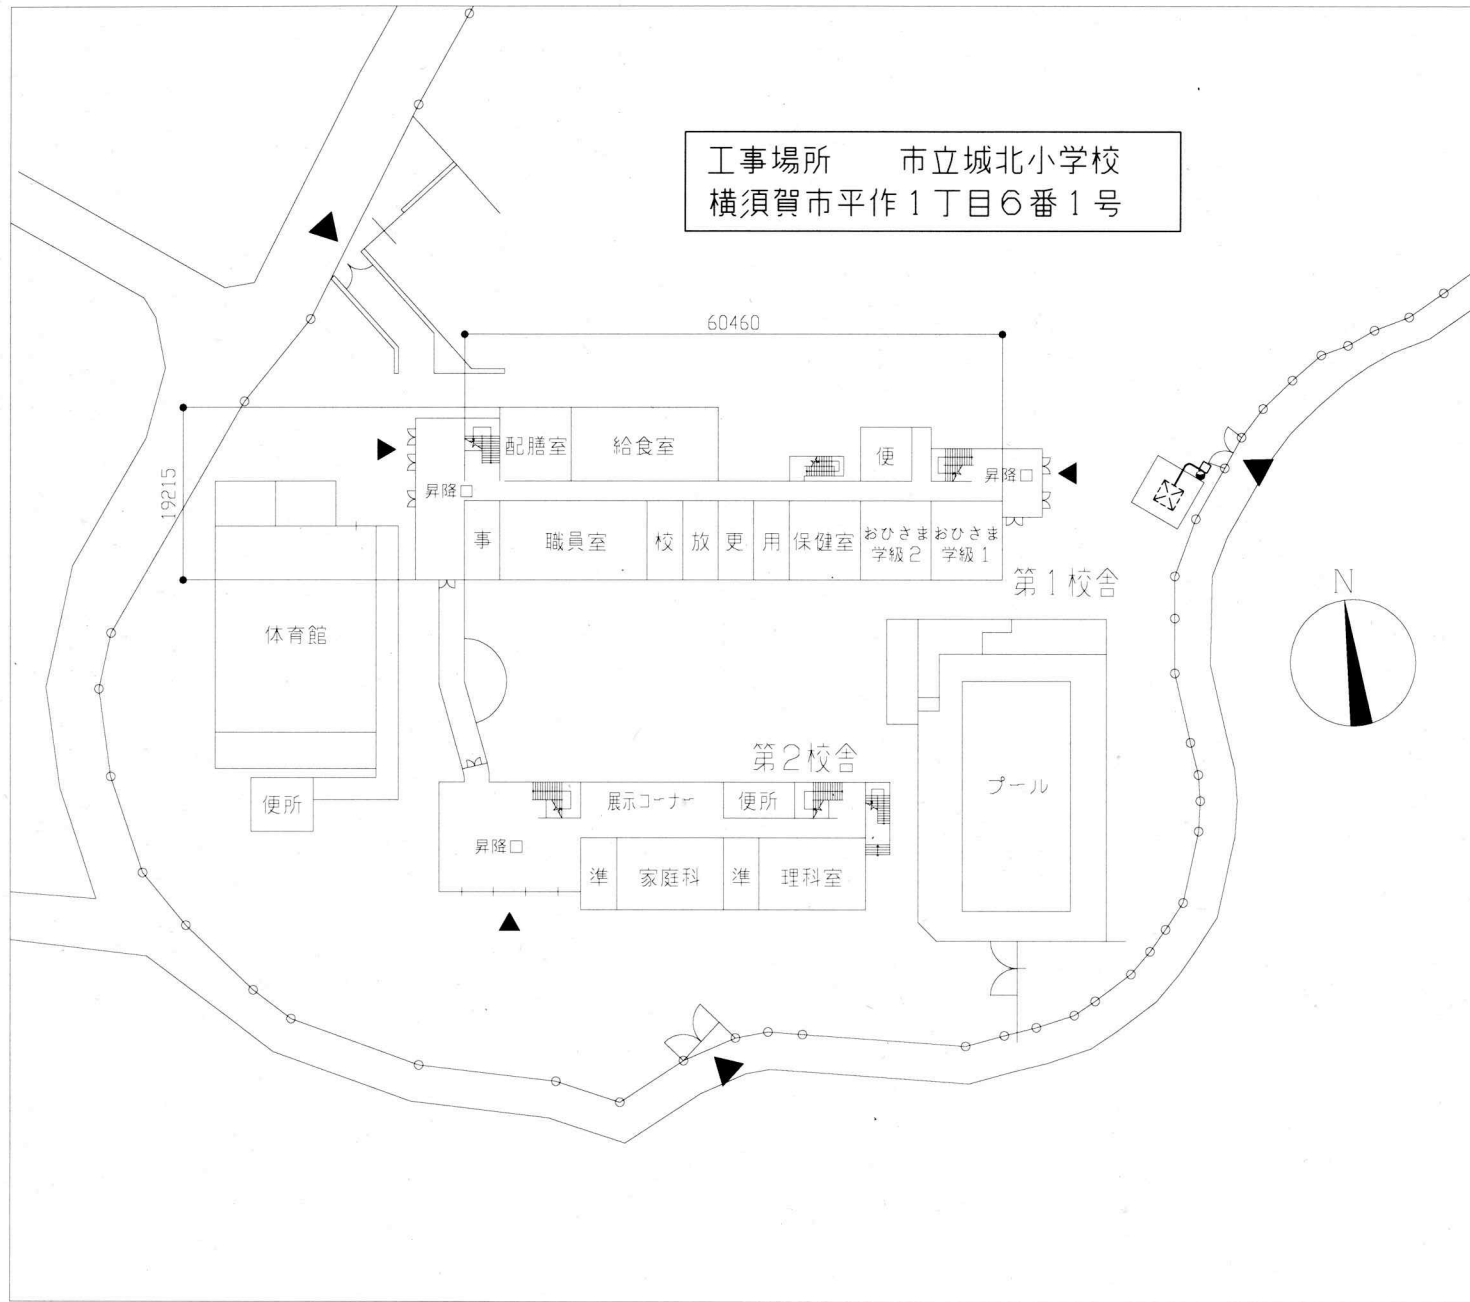 工事場所　　市立城北小学校
横須賀市平作1丁目6番1号
60460
19215
配膳室
給食室
便
昇降口
昇降口
事
職員室
校
放
更
用
保健室
おひさま
学級2
おひさま
学級1
第1校舎
N
体育館
第2校舎
プール
便所
展示コーナー
便所
昇降口
準
家庭科
準
理科室